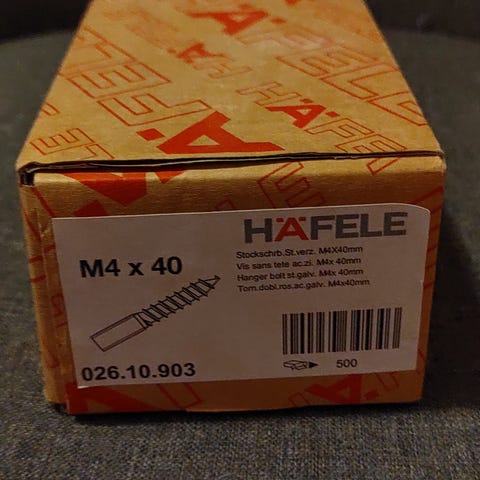 HÄFELE
HÄFELE
M4 x 40
Stockschrb.St.verz. M4X40mm
Vis sans tete ac.zi. M4x 40mm
Hanger bolt st.galv. M4x 40mm
Torn.dobl.ros.ac.galv. M4x40mm
026.10.903
500